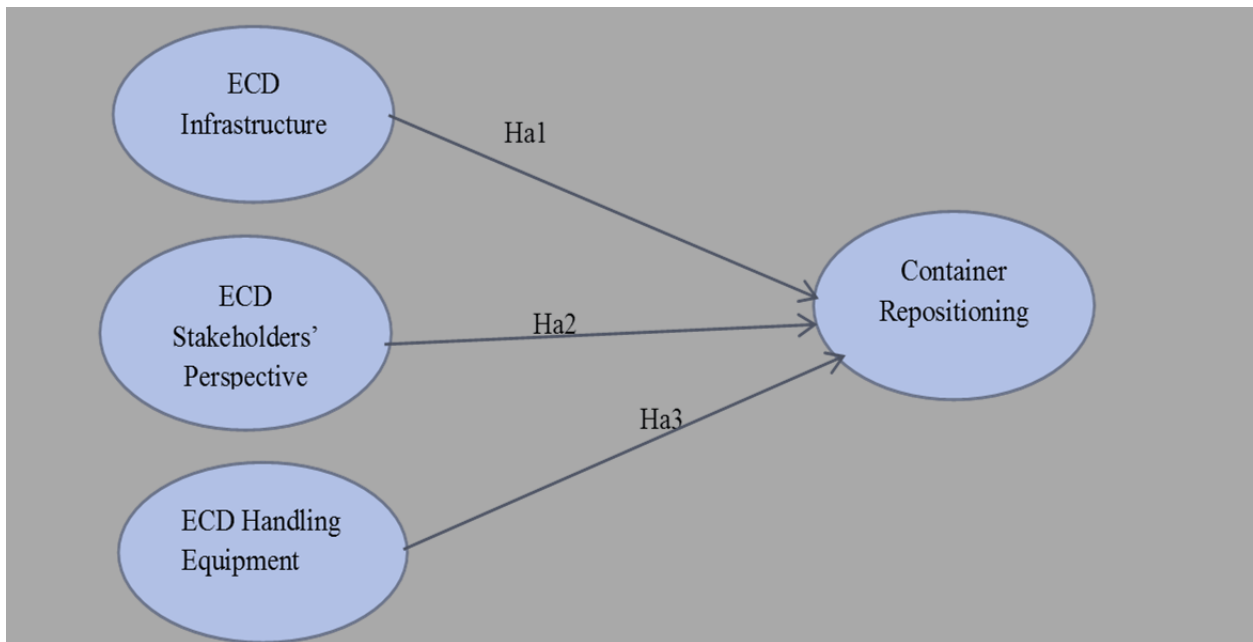 ECD
Infrastructure
Ha1
Container
Repositioning
ECD
Stakeholders’
Perspective
Ha2
Ha3
ECD Handling
Equipment